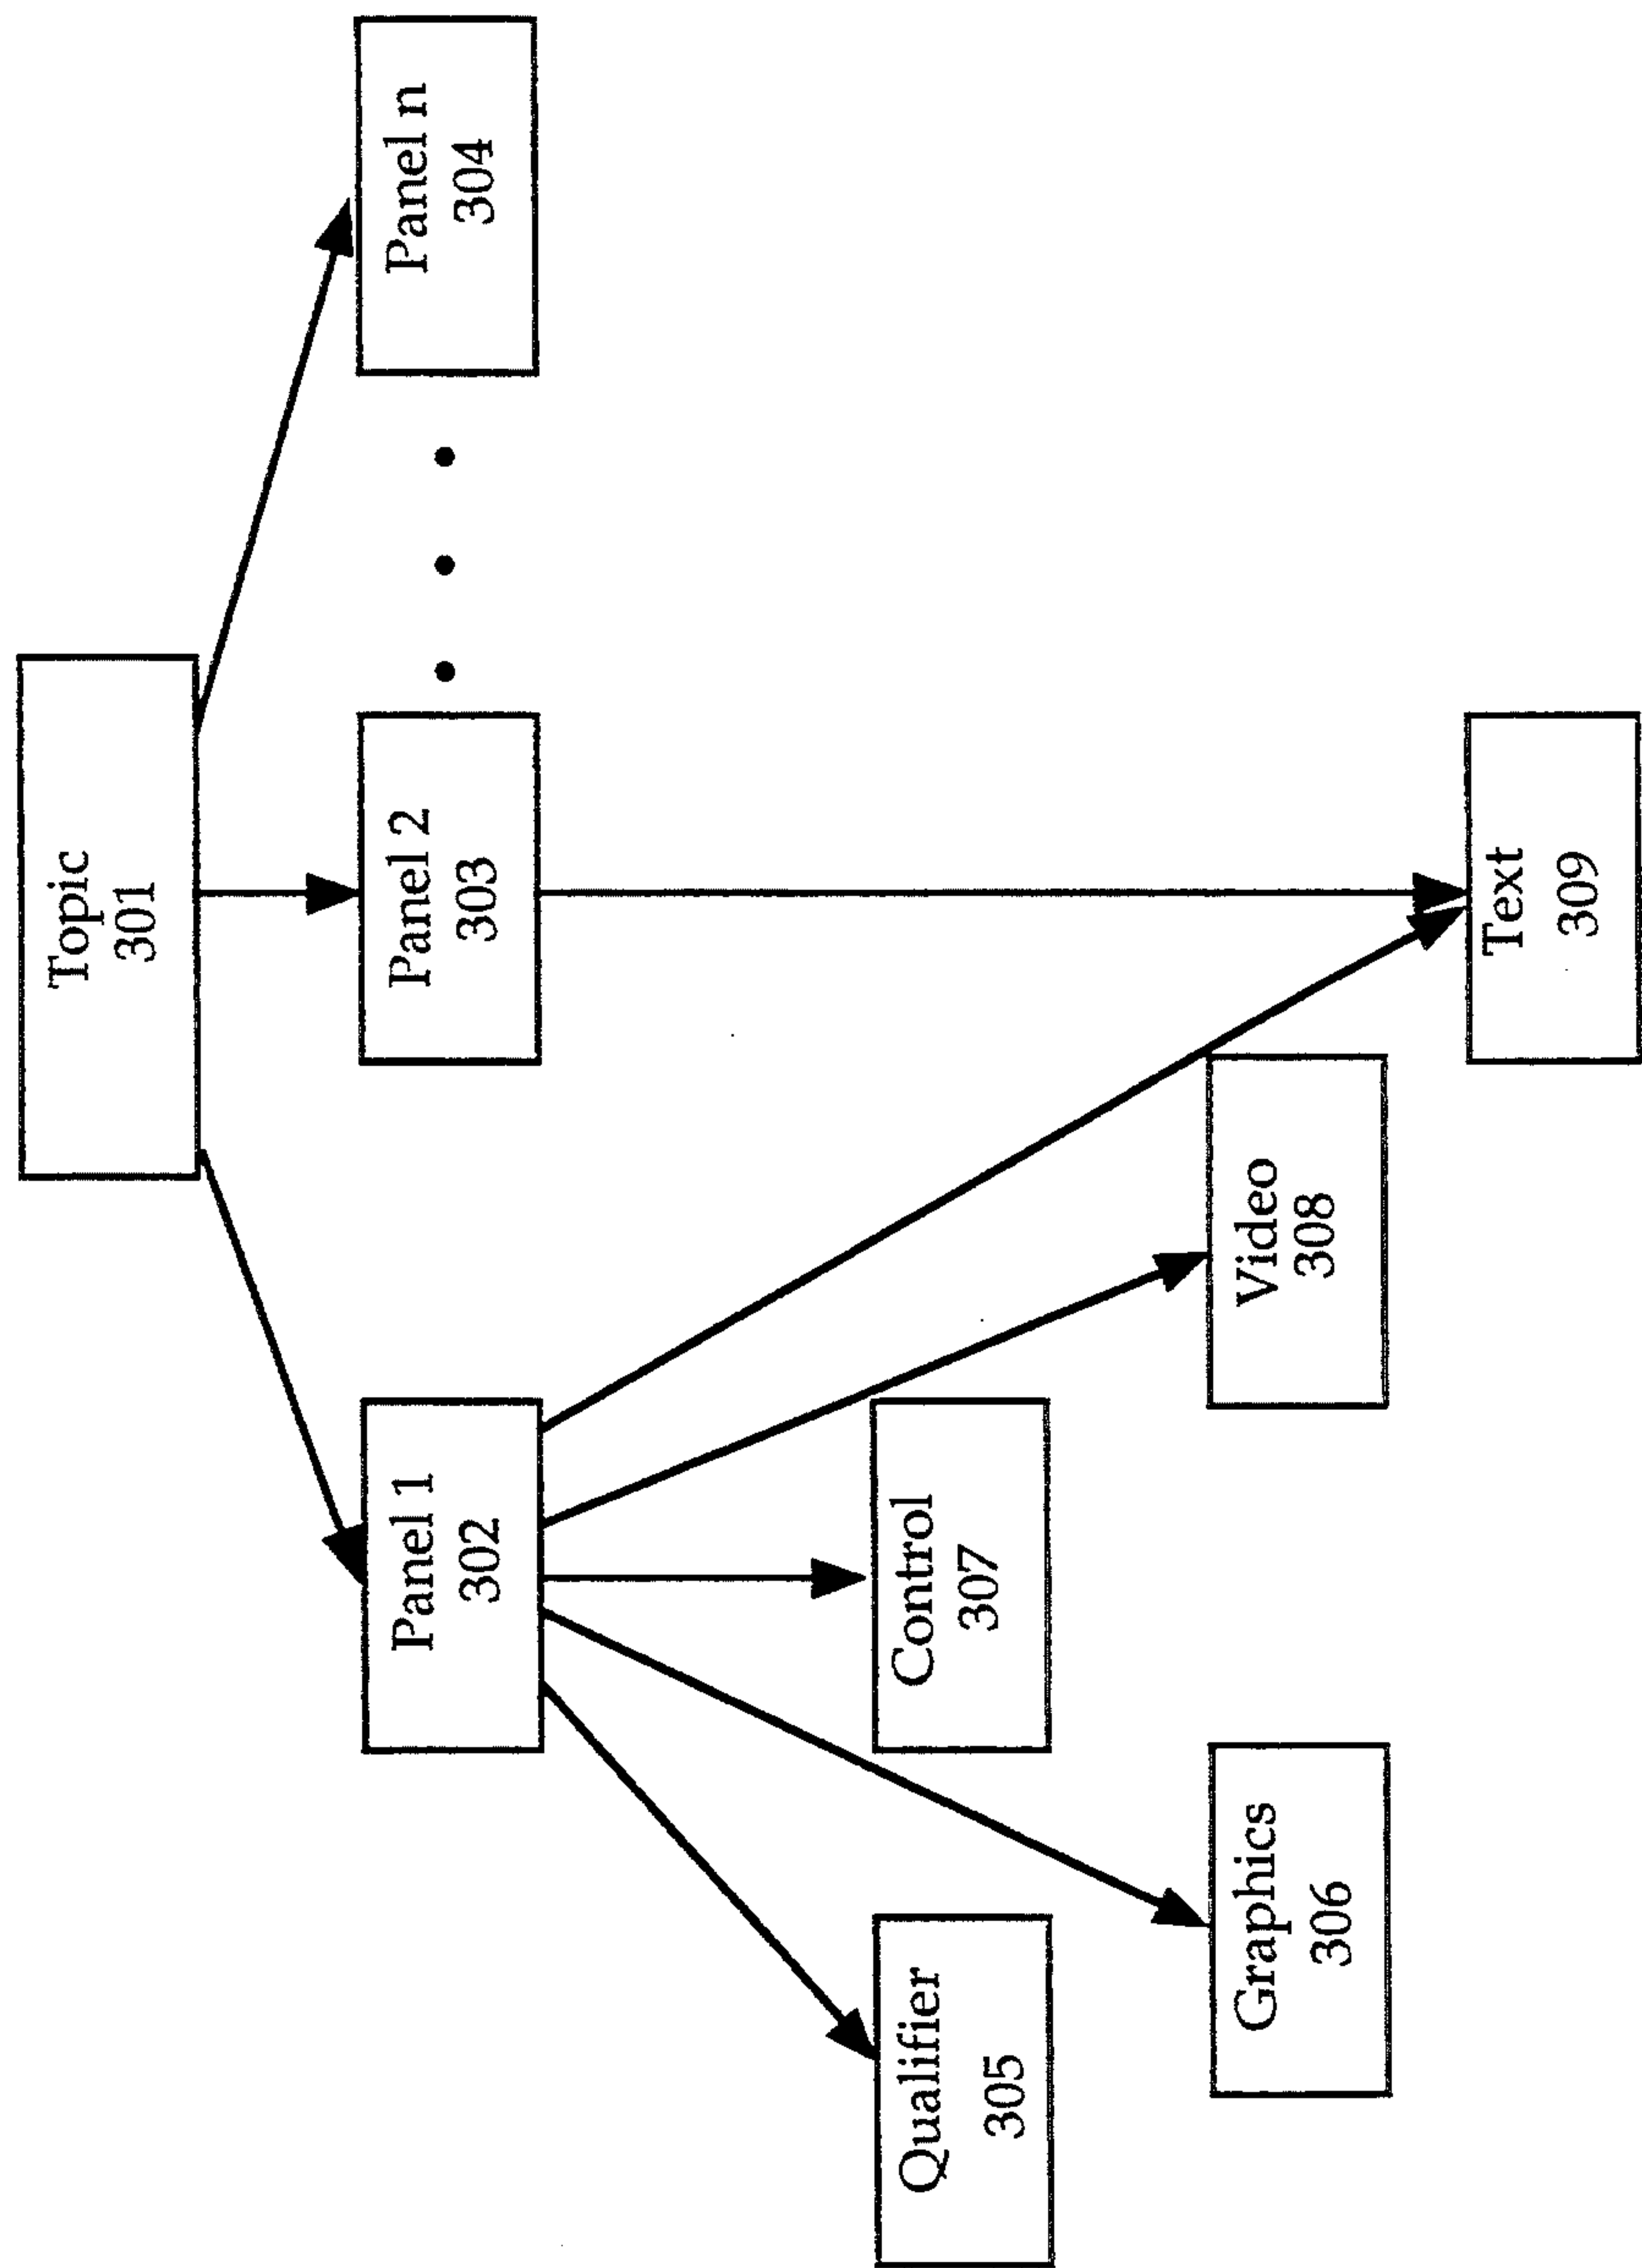 Topic
301
Panel 1
302
Panel 2
303
Panel n
304
Qualifier
305
Graphics
306
Control
307
Video
308
Text
309